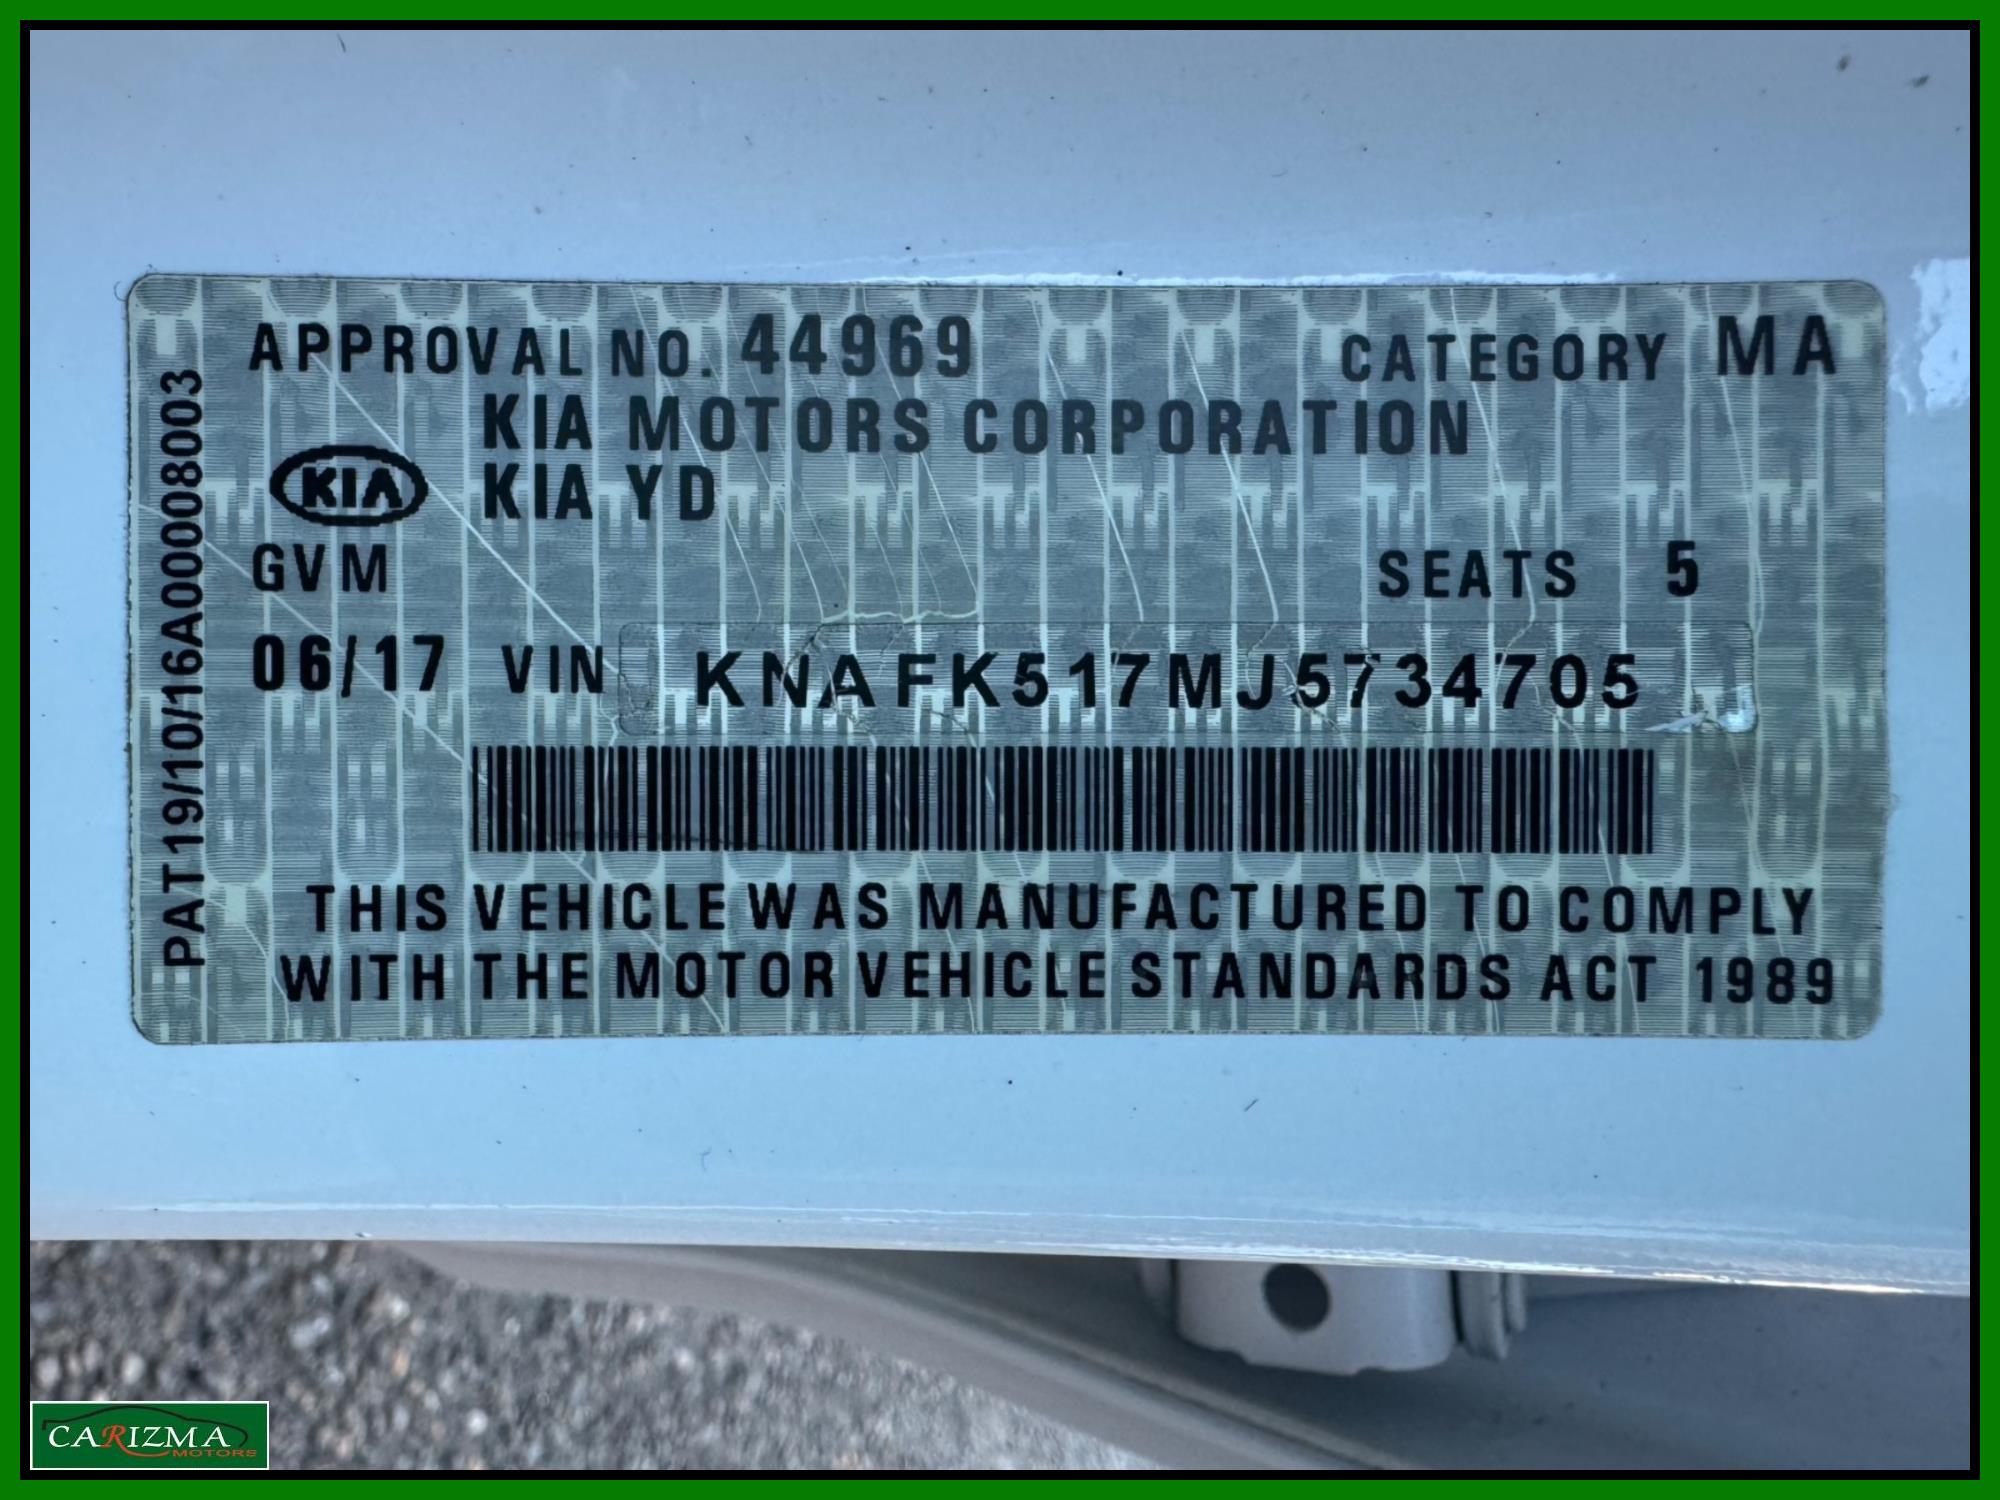 APPROVAL NO. 44969 CATEGORY MA
KIA MOTORS CORPORATION
KIA KIA YD
GVM SEATS 5
06/17 VIN KNAFK517MJ5734705
THIS VEHICLE WAS MANUFACTURED TO COMPLY
WITH THE MOTOR VEHICLE STANDARDS ACT 1989
PAT19/10/16A00008003
CARIZMA
MOTORS